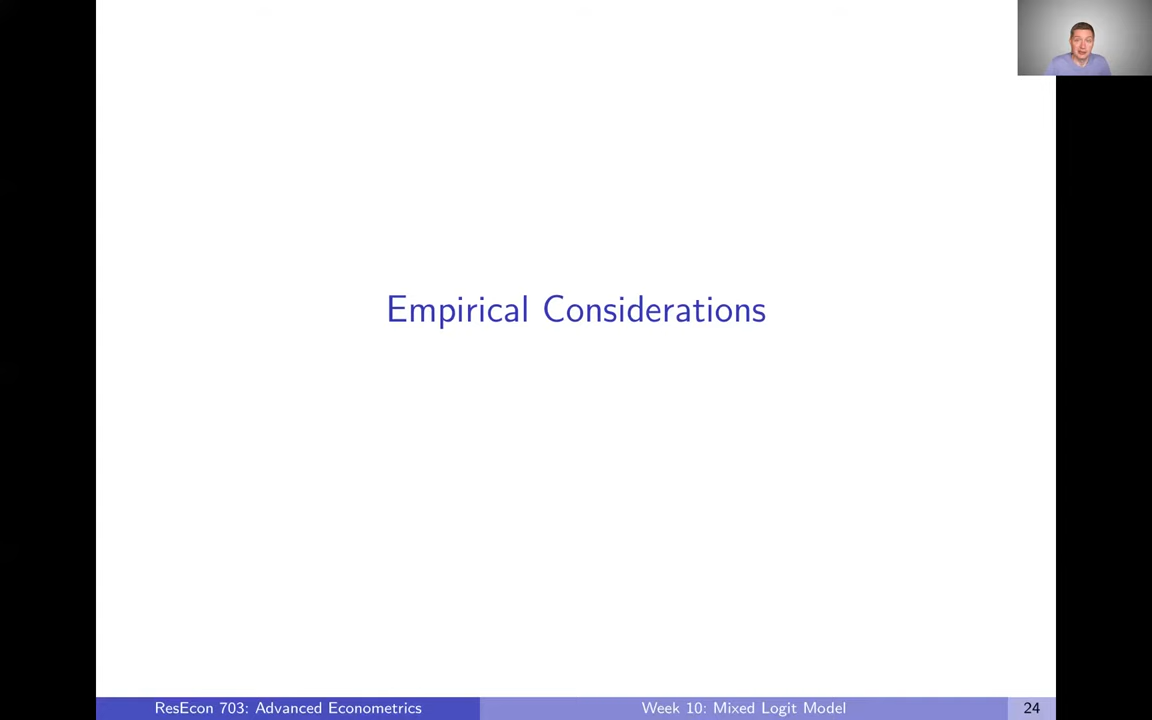 Empirical Considerations
ResEcon 703: Advanced Econometrics
Week 10: Mixed Logit Model
24